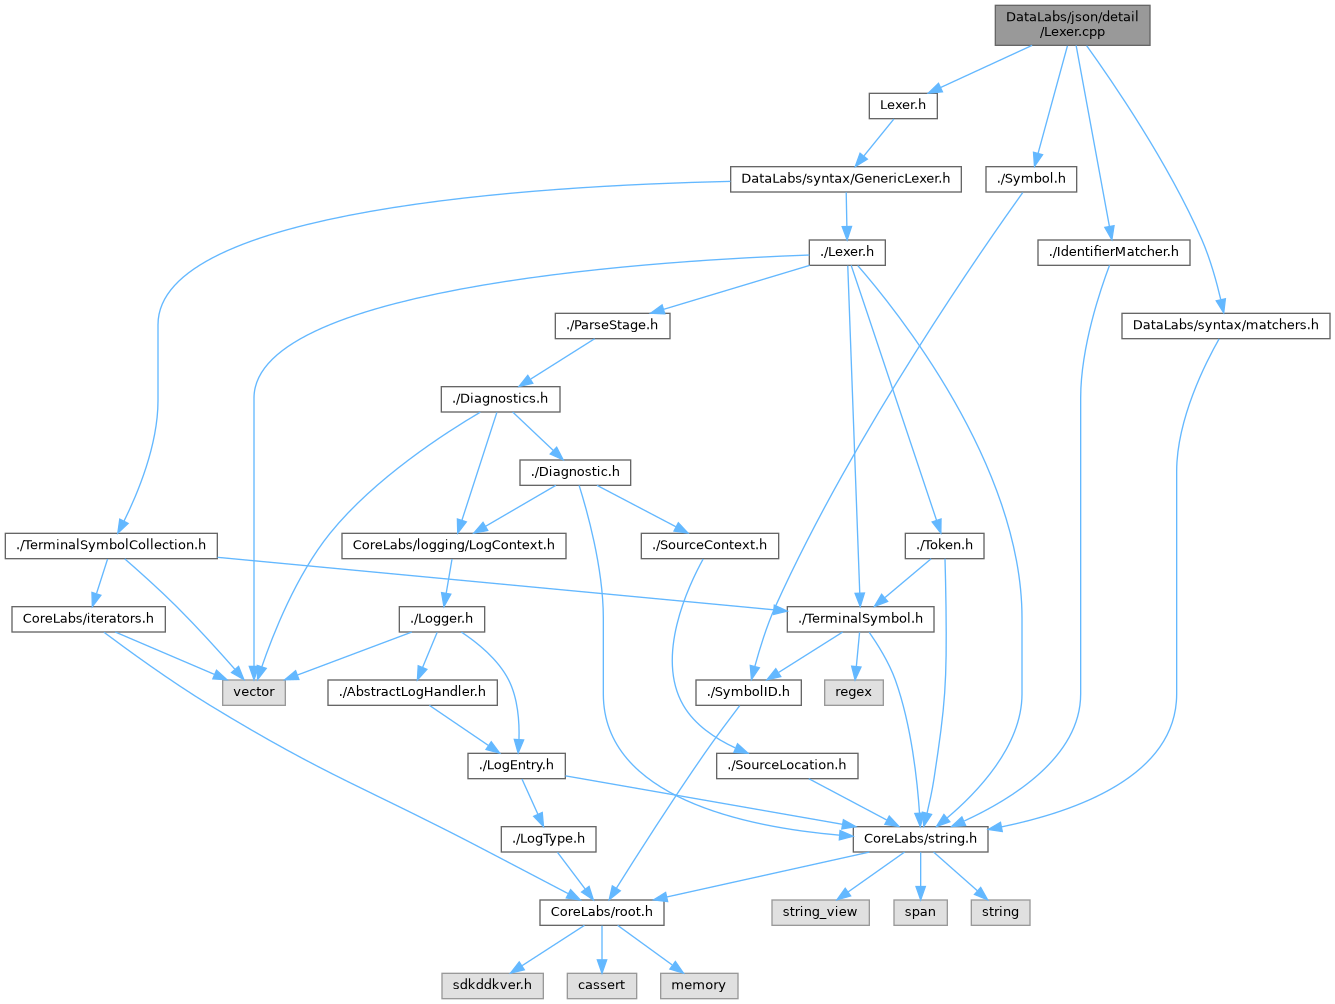 DataLabs/json/detail
/Lexer.cpp
Lexer.h
DataLabs/syntax/GenericLexer.h
./Symbol.h
./Lexer.h
./IdentifierMatcher.h
./ParseStage.h
DataLabs/syntax/matchers.h
./Diagnostics.h
./Diagnostic.h
./TerminalSymbolCollection.h
CoreLabs/logging/LogContext.h
./SourceContext.h
./Token.h
CoreLabs/iterators.h
./Logger.h
./TerminalSymbol.h
vector
./AbstractLogHandler.h
./SymbolID.h
regex
./LogEntry.h
./SourceLocation.h
./LogType.h
CoreLabs/string.h
CoreLabs/root.h
string_view
span
string
sdkddkver.h
cassert
memory